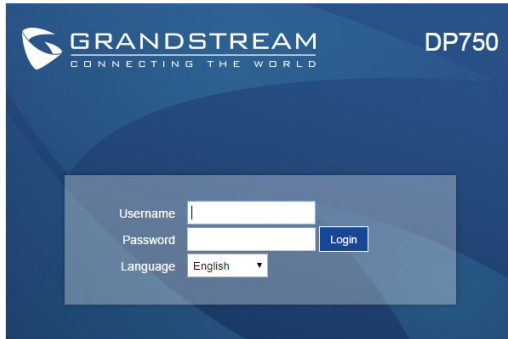 GRANDSTREAM
CONNECTING THE WORLD
DP750
Username
Password
Login
Language
English